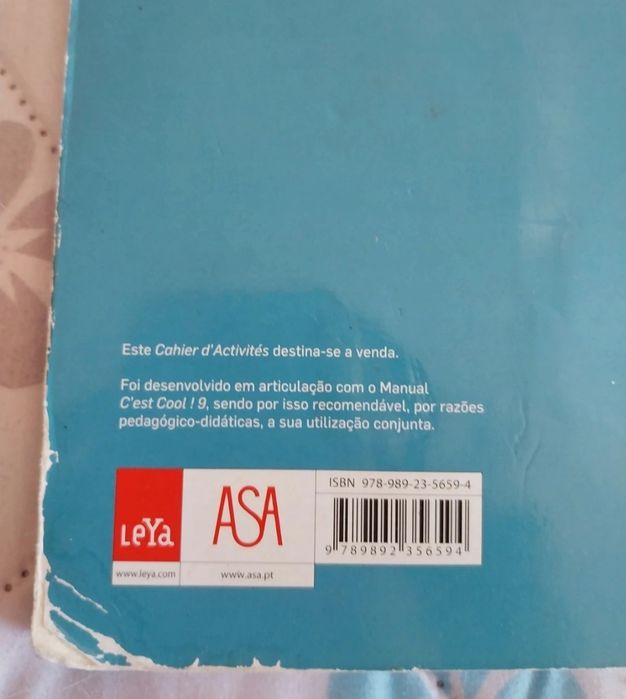 Este Cahier d'Activités destina-se a venda.
Foi desenvolvido em articulação com o Manual
C'est Cool ! 9, sendo por isso recomendável, por razões
pedagógico-didáticas, a sua utilização conjunta.
LeYa
www.leya.com
ASA
www.asa.pt
ISBN 978-989-23-5659-4
9 789892 356594